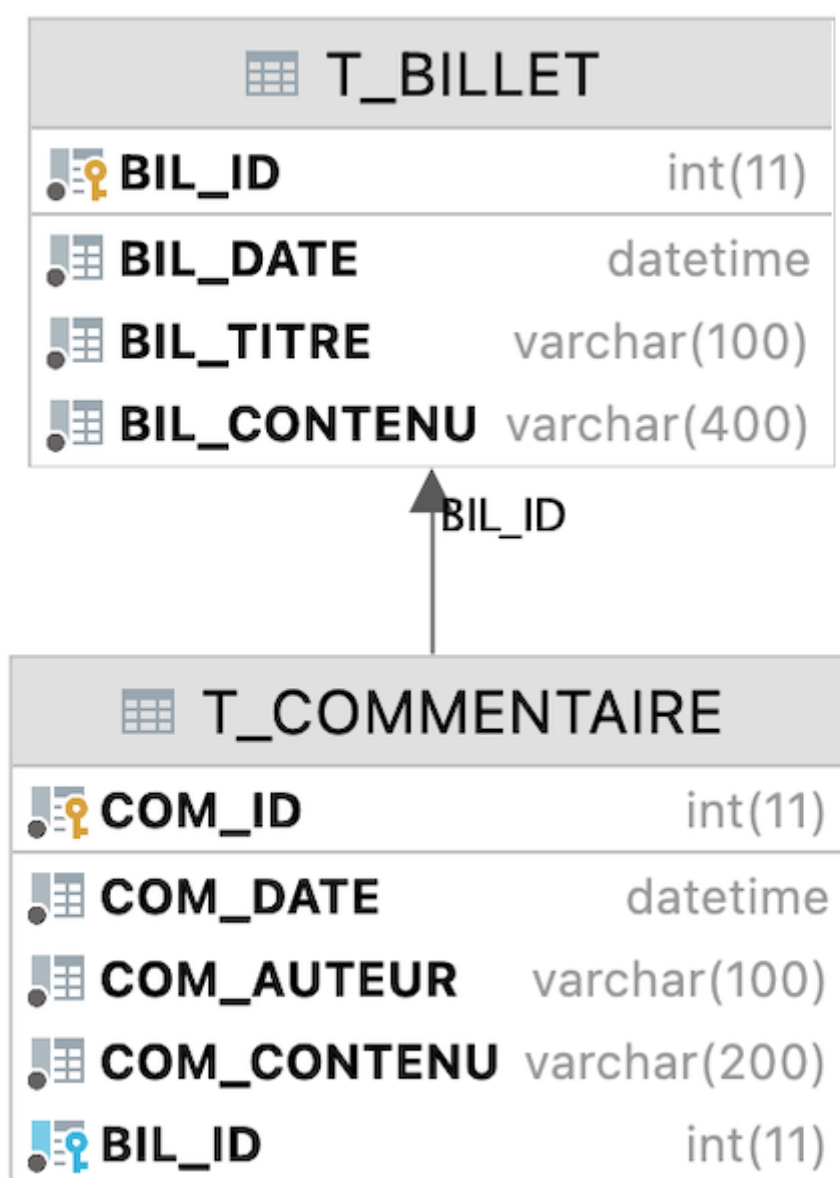 T_BILLET
BIL_ID int(11)
BIL_DATE datetime
BIL_TITRE varchar(100)
BIL_CONTENU varchar(400)
BIL_ID
T_COMMENTAIRE
COM_ID int(11)
COM_DATE datetime
COM_AUTEUR varchar(100)
COM_CONTENU varchar(200)
BIL_ID int(11)